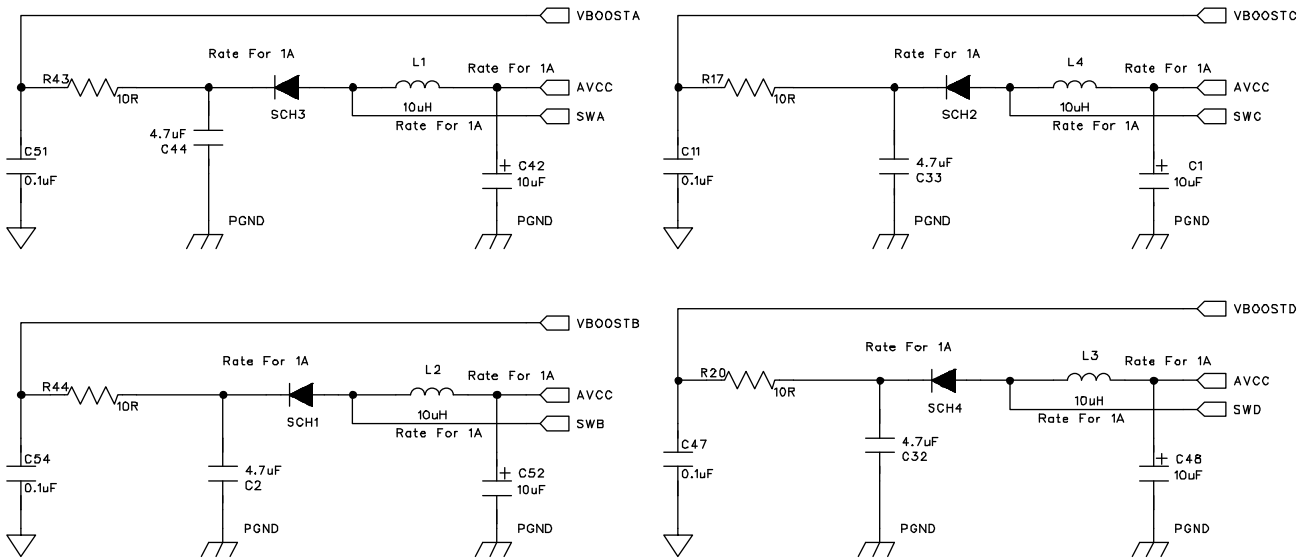 VBOOSTA
Rate For 1A
L1
Rate For 1A
R43
10R
SCH3
10uH
AVCC
Rate For 1A
SWA
4.7uF
C44
C51
0.1uF
C42
10uF
PGND
PGND
VBOOSTC
Rate For 1A
L4
Rate For 1A
R17
10R
SCH2
10uH
AVCC
Rate For 1A
SWC
C11
0.1uF
4.7uF
C33
C1
10uF
PGND
PGND
VBOOSTB
Rate For 1A
L2
Rate For 1A
R44
10R
SCH1
10uH
AVCC
Rate For 1A
SWB
C54
0.1uF
4.7uF
C2
C52
10uF
PGND
PGND
VBOOSTD
Rate For 1A
L3
Rate For 1A
R20
10R
SCH4
10uH
AVCC
Rate For 1A
SWD
C47
0.1uF
4.7uF
C32
C48
10uF
PGND
PGND